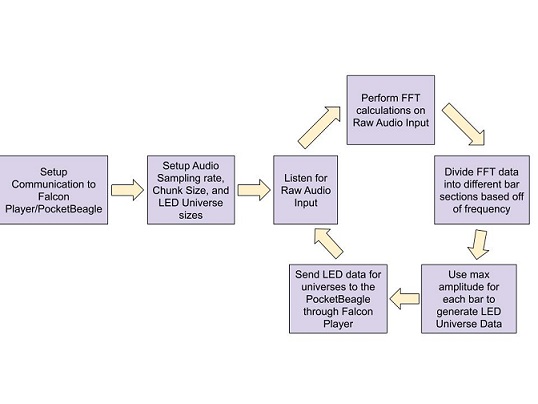 Setup
Communication to
Falcon
Player/PocketBeagle
Setup Audio
Sampling rate,
Chunk Size, and
LED Universe
sizes
Listen for
Raw Audio
Input
Perform FFT
calculations on
Raw Audio Input
Divide FFT data
into different bar
sections based off
of frequency
Use max
amplitude for
each bar to
generate LED
Universe Data
Send LED data for
universes to the
PocketBeagle
through Falcon
Player